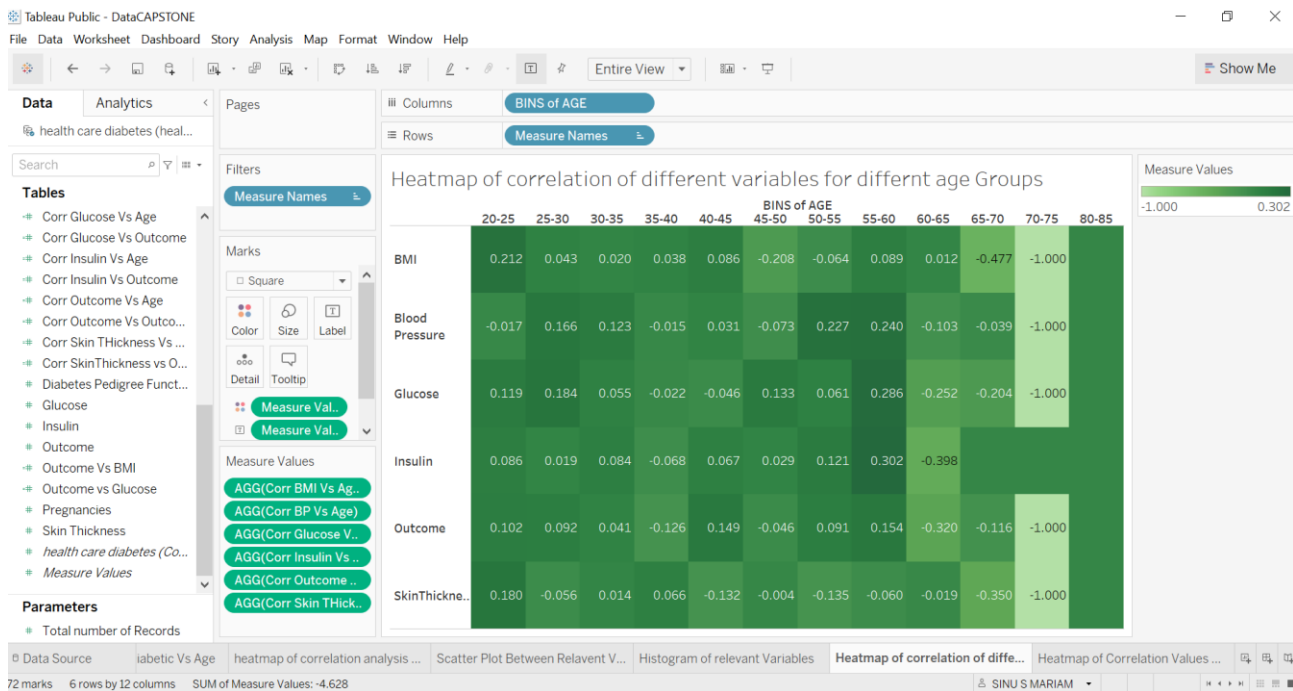 Tableau Public - DataCAPSTONE
File Data Worksheet Dashboard Story Analysis Map Format Window Help
Entire View
Show Me
Data Analytics
health care diabetes (heal...
Search
Tables
Corr Glucose Vs Age
Corr Glucose Vs Outcome
Corr Insulin Vs Age
Corr Insulin Vs Outcome
Corr Outcome Vs Age
Corr Outcome Vs Outco...
Corr Skin THickness Vs ...
Corr SkinThickness vs O...
Diabetes Pedigree Funct...
Glucose
Insulin
Outcome
Outcome Vs BMI
Outcome vs Glucose
Pregnancies
Skin Thickness
health care diabetes (Co...
Measure Values
Parameters
Total number of Records
Pages
Filters
Measure Names
Marks
Square
Color Size Label
Detail Tooltip
Measure Val..
Measure Val..
Measure Values
AGG(Corr BMI Vs Ag..
AGG(Corr BP Vs Age)
AGG(Corr Glucose V..
AGG(Corr Insulin Vs ..
AGG(Corr Outcome ..
AGG(Corr Skin THick..
Columns BINS of AGE
Rows Measure Names
Heatmap of correlation of different variables for differnt age Groups
BINS of AGE
20-25 25-30 30-35 35-40 40-45 45-50 50-55 55-60 60-65 65-70 70-75 80-85
BMI 0.212 0.043 0.020 0.038 0.086 -0.208 -0.064 0.089 0.012 -0.477 -1.000
Blood
Pressure -0.017 0.166 0.123 -0.015 0.031 -0.073 0.227 0.240 -0.103 -0.039 -1.000
Glucose 0.119 0.184 0.055 -0.022 -0.046 0.133 0.061 0.286 -0.252 -0.204 -1.000
Insulin 0.086 0.019 0.084 -0.068 0.067 0.029 0.121 0.302 -0.398
Outcome 0.102 0.092 0.041 -0.126 0.149 -0.046 0.091 0.154 -0.320 -0.116 -1.000
SkinThickne.. 0.180 -0.056 0.014 0.066 -0.132 -0.004 -0.135 -0.060 -0.019 -0.350 -1.000
Measure Values
-1.000 0.302
Data Source iabetic Vs Age heatmap of correlation analysis ... Scatter Plot Between Relavent V... Histogram of relevant Variables Heatmap of correlation of diffe... Heatmap of Correlation Values ...
72 marks 6 rows by 12 columns SUM of Measure Values: -4.628 SINU S MARIAM